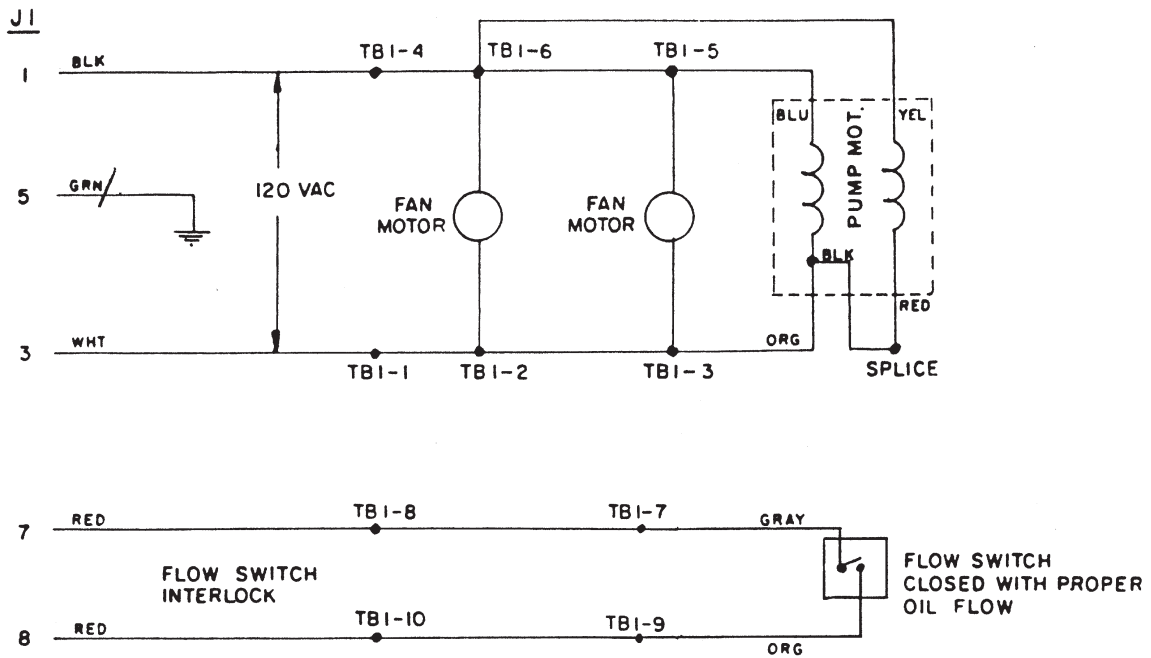 J1
TB1-4
TB1-6
TB1-5
1
BLK
BLU
PUMP MOT.
YEL
5
GRN
120 VAC
FAN
MOTOR
FAN
MOTOR
BLK
RED
3
WHT
ORG
TB1-1
TB1-2
TB1-3
SPLICE
7
RED
TB1-8
TB1-7
GRAY
FLOW SWITCH
INTERLOCK
FLOW SWITCH
CLOSED WITH PROPER
OIL FLOW
8
RED
TB1-10
TB1-9
ORG